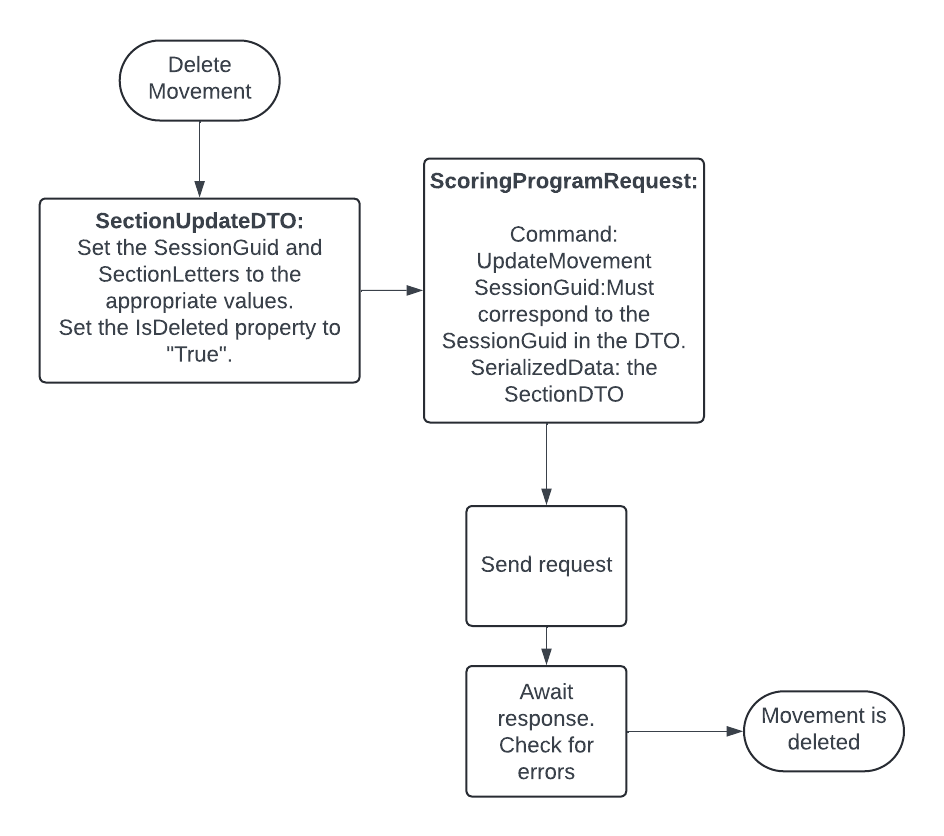 Delete
Movement
SectionUpdateDTO:
Set the SessionGuid and
SectionLetters to the
appropriate values.
Set the IsDeleted property to
"True".
ScoringProgramRequest:
Command:
UpdateMovement
SessionGuid:Must
correspond to the
SessionGuid in the DTO.
SerializedData: the
SectionDTO
Send request
Await
response.
Check for
errors
Movement is
deleted